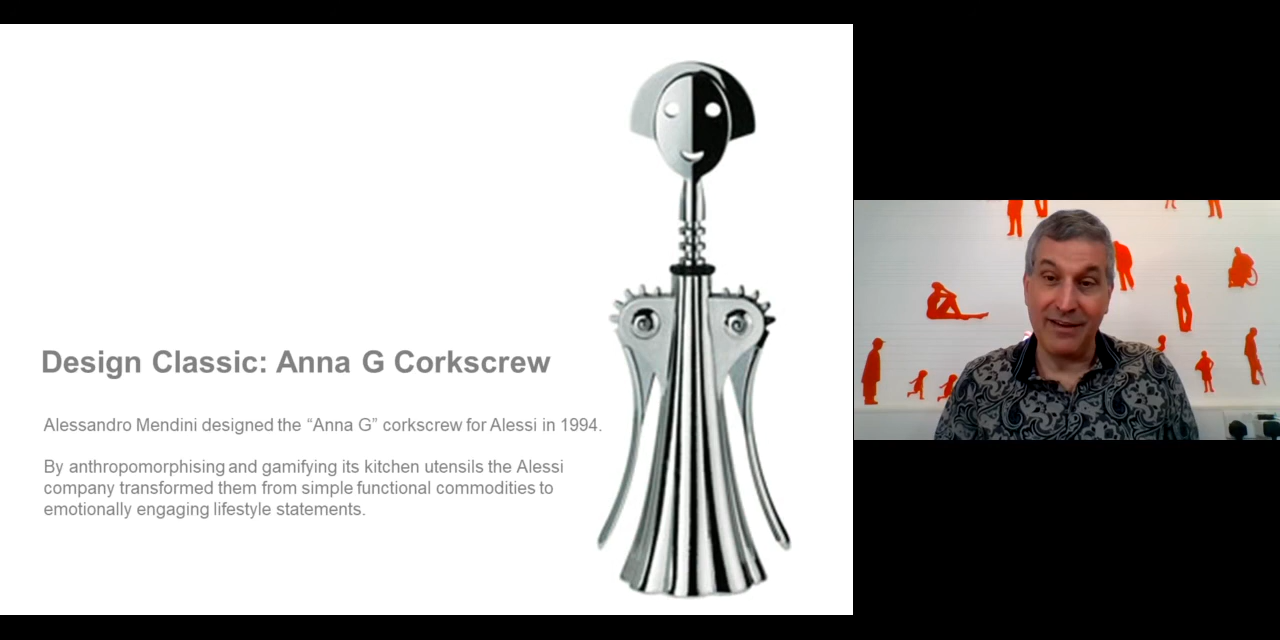 Design Classic: Anna G Corkscrew
Alessandro Mendini designed the “Anna G” corkscrew for Alessi in 1994.
By anthropomorphising and gamifying its kitchen utensils the Alessi
company transformed them from simple functional commodities to
emotionally engaging lifestyle statements.